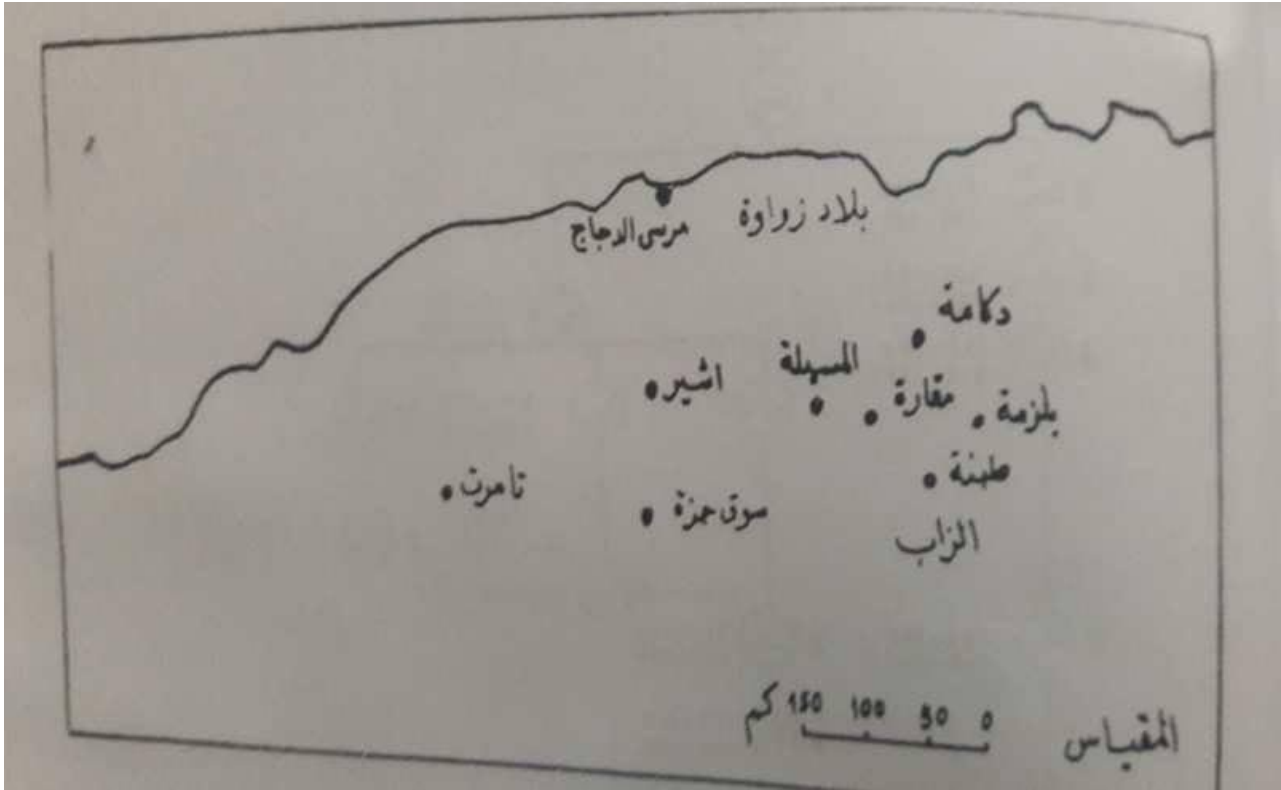 بلاد زواوة
مرسى الدجاج
دكامة
المسيلة
اشير
مقارة
بلزمة
طبنة
تاهرت
سوق حمزة
الزاب
المقياس
0 50 100 150 كم